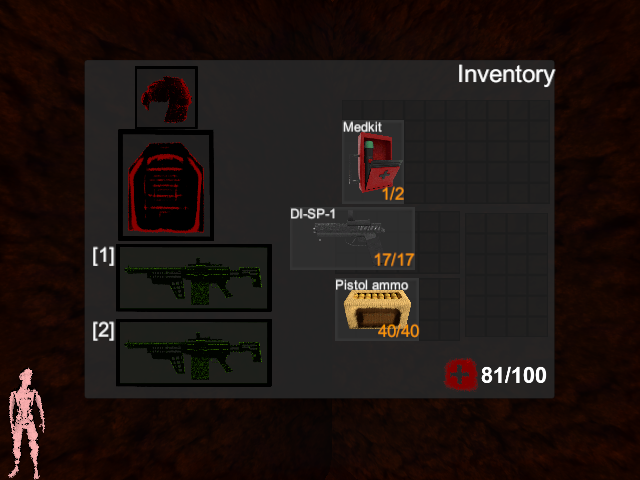 Inventory
Medkit
1/2
DI-SP-1
17/17
[1]
Pistol ammo
40/40
[2]
81/100